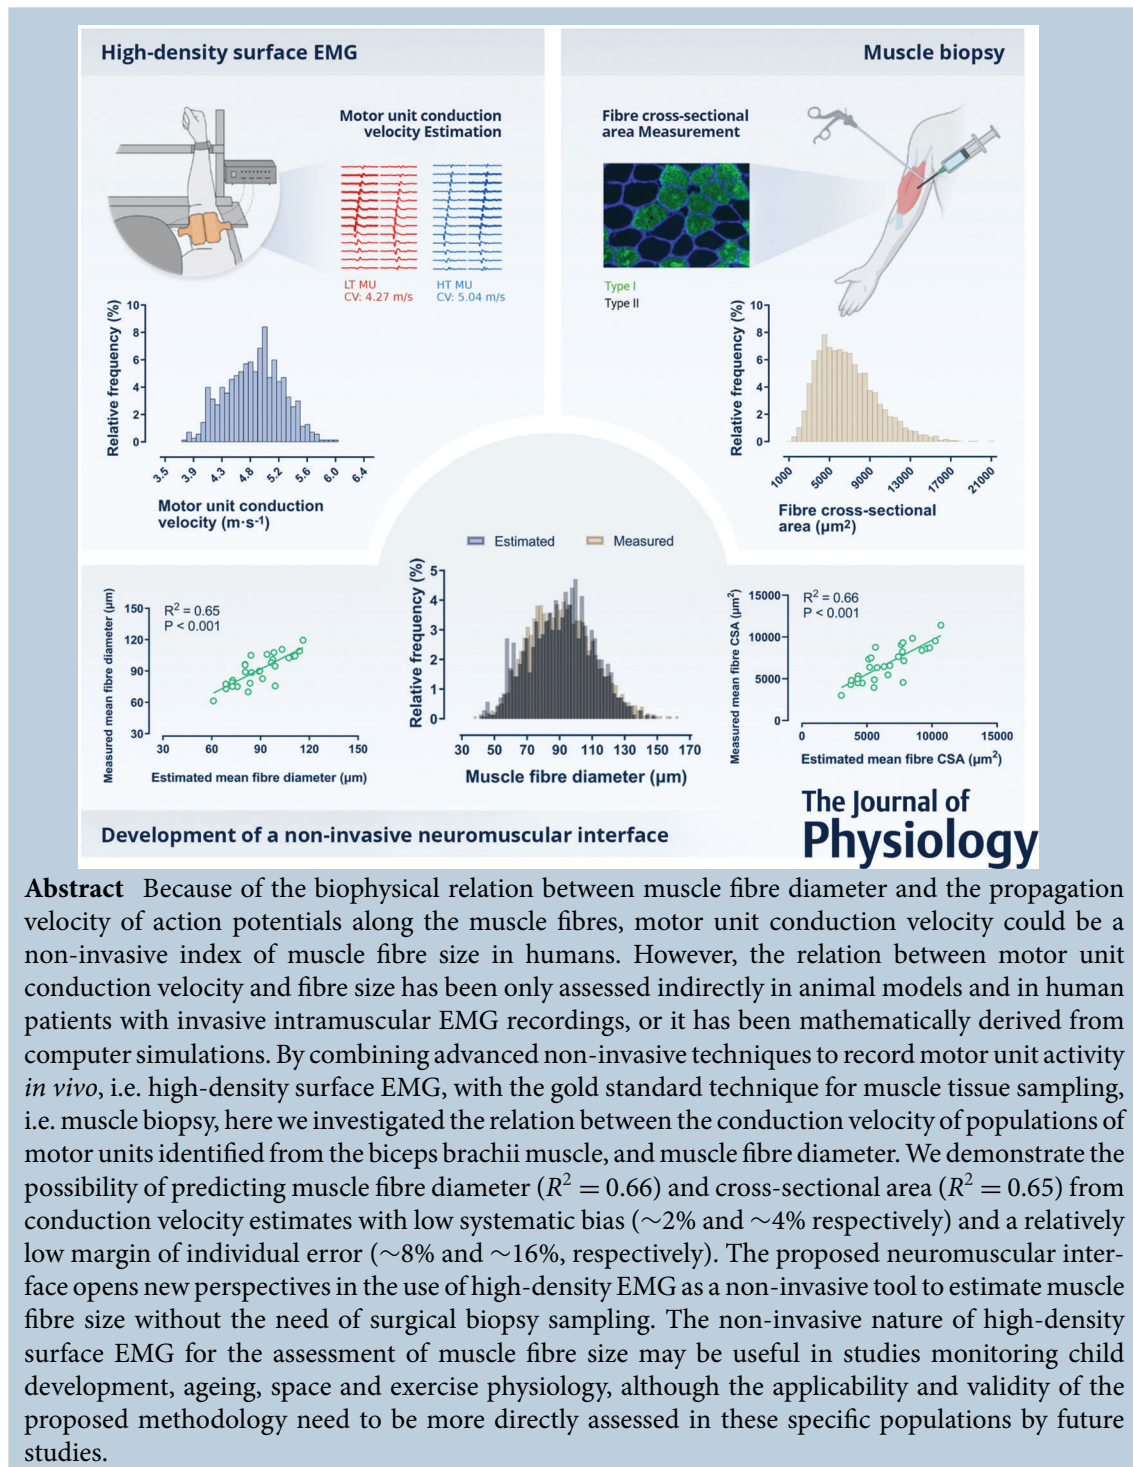 High-density surface EMG
Muscle biopsy
Motor unit conduction
velocity Estimation
LT MU
CV: 4.27 m/s
HT MU
CV: 5.04 m/s
Fibre cross-sectional
area Measurement
Type I
Type II
Relative frequency (%)
10
8
6
4
2
0
3.5 3.9 4.3 4.8 5.2 5.6 6.0 6.4
Motor unit conduction
velocity (m·s-1)
Relative frequency (%)
10
8
6
4
2
0
1000 5000 9000 13000 17000 21000
Fibre cross-sectional
area (µm²)
Measured mean fibre diameter (µm)
150
120
90
60
30
R² = 0.65
P < 0.001
30 60 90 120 150
Estimated mean fibre diameter (µm)
Estimated Measured
Relative frequency (%)
5
4
3
2
1
0
30 50 70 90 110 130 150 170
Muscle fibre diameter (µm)
Measured mean fibre CSA (µm²)
15000
10000
5000
0
R² = 0.66
P < 0.001
0 5000 10000 15000
Estimated mean fibre CSA (µm²)
Development of a non-invasive neuromuscular interface
The Journal of
Physiology
Abstract Because of the biophysical relation between muscle fibre diameter and the propagation
velocity of action potentials along the muscle fibres, motor unit conduction velocity could be a
non-invasive index of muscle fibre size in humans. However, the relation between motor unit
conduction velocity and fibre size has been only assessed indirectly in animal models and in human
patients with invasive intramuscular EMG recordings, or it has been mathematically derived from
computer simulations. By combining advanced non-invasive techniques to record motor unit activity
in vivo, i.e. high-density surface EMG, with the gold standard technique for muscle tissue sampling,
i.e. muscle biopsy, here we investigated the relation between the conduction velocity of populations of
motor units identified from the biceps brachii muscle, and muscle fibre diameter. We demonstrate the
possibility of predicting muscle fibre diameter (R² = 0.66) and cross-sectional area (R² = 0.65) from
conduction velocity estimates with low systematic bias (∼2% and ∼4% respectively) and a relatively
low margin of individual error (∼8% and ∼16%, respectively). The proposed neuromuscular inter-
face opens new perspectives in the use of high-density EMG as a non-invasive tool to estimate muscle
fibre size without the need of surgical biopsy sampling. The non-invasive nature of high-density
surface EMG for the assessment of muscle fibre size may be useful in studies monitoring child
development, ageing, space and exercise physiology, although the applicability and validity of the
proposed methodology need to be more directly assessed in these specific populations by future
studies.